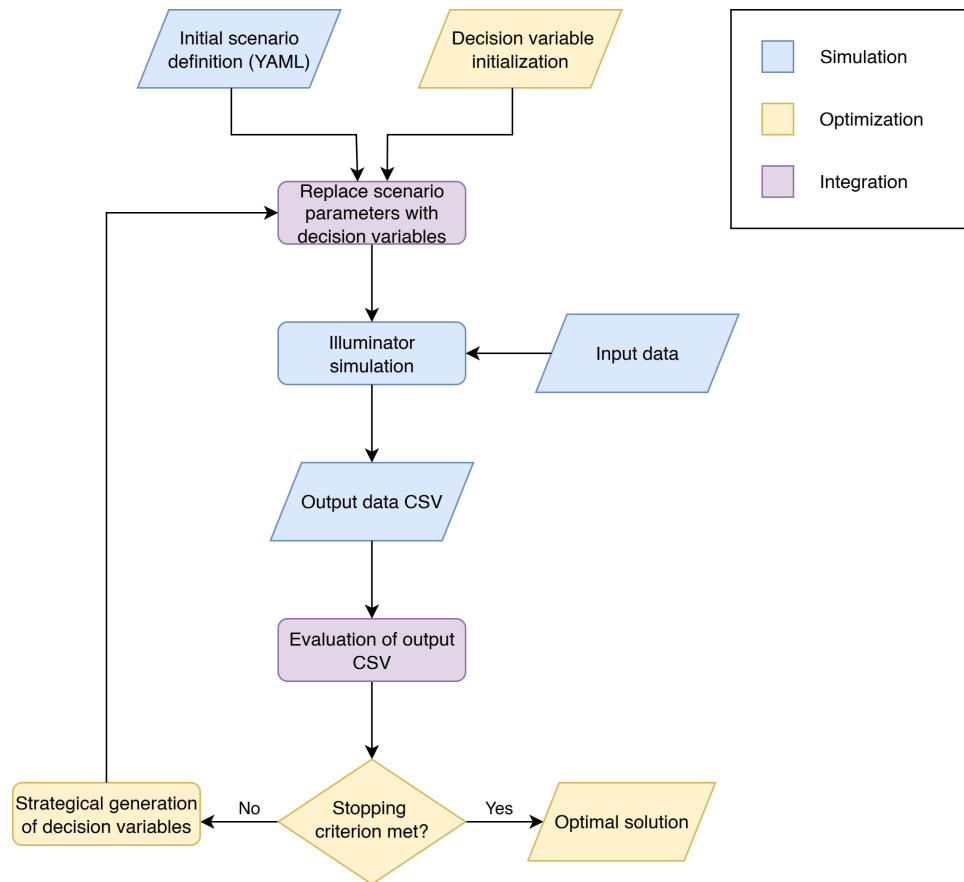 Initial scenario
definition (YAML)
Decision variable
initialization
Simulation
Optimization
Integration
Replace scenario
parameters with
decision variables
Illuminator
simulation
Input data
Output data CSV
Evaluation of output
CSV
Strategical generation
of decision variables
No
Stopping
criterion met?
Yes
Optimal solution